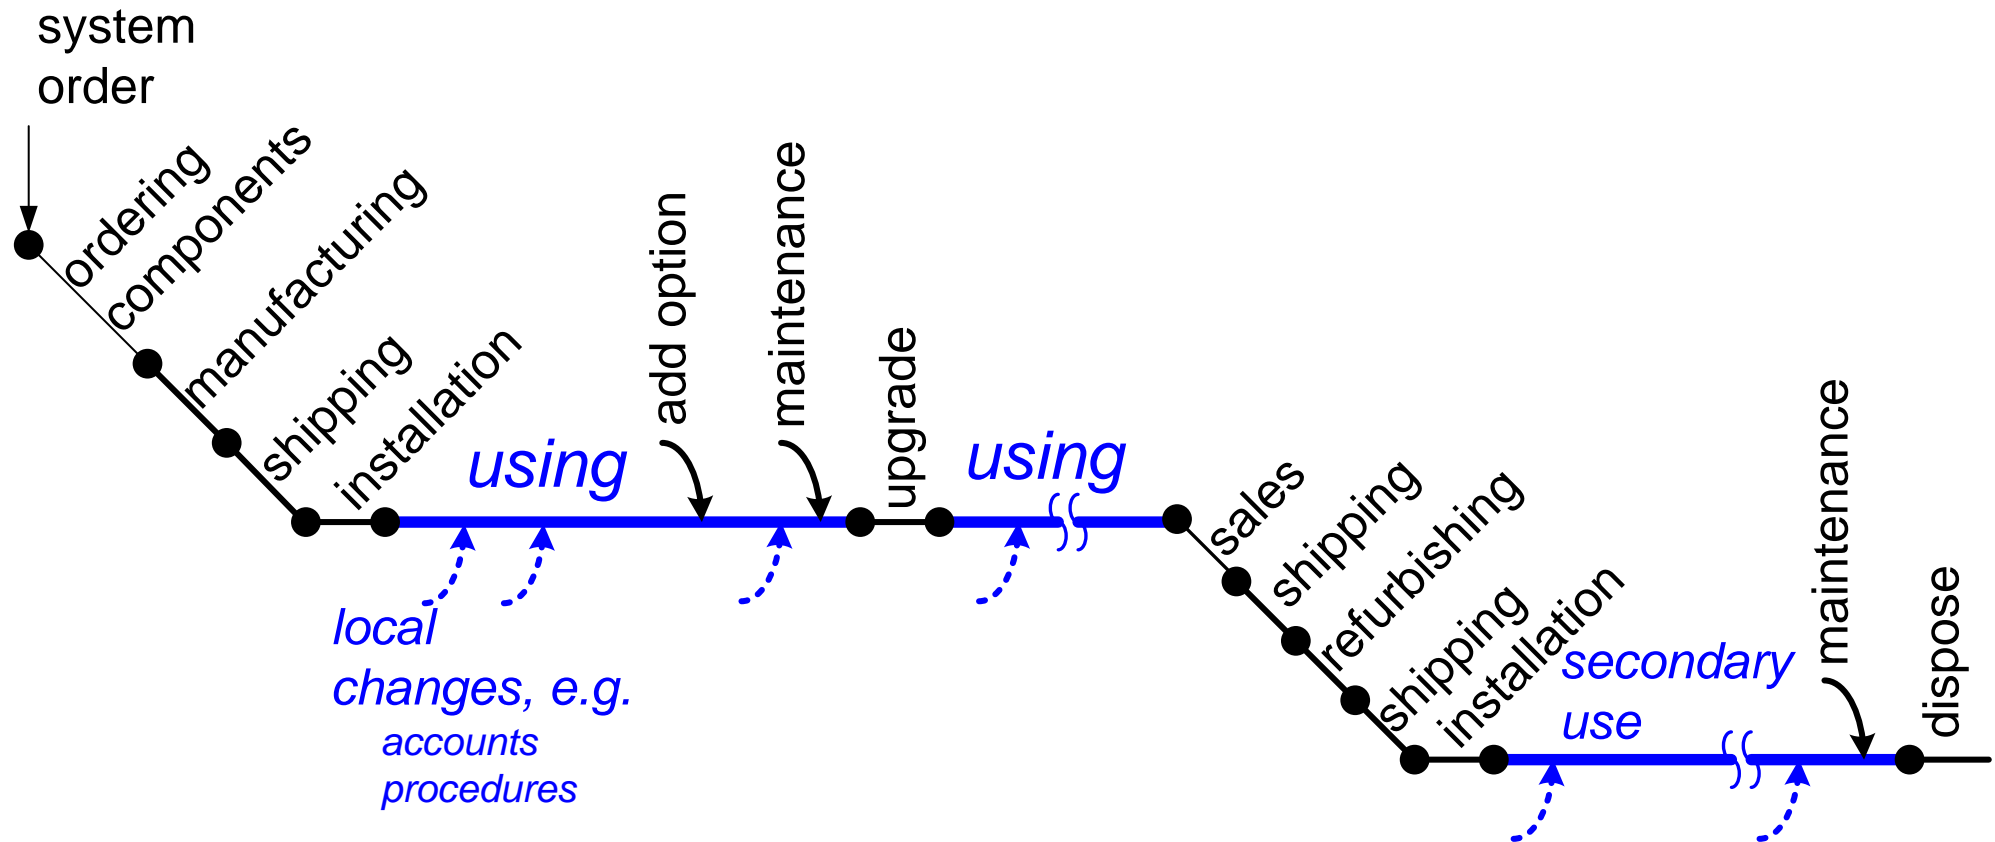 system
order
ordering
components
manufacturing
shipping
installation
using
add option
maintenance
upgrade
using
local
changes, e.g.
accounts
procedures
sales
shipping
refurbishing
shipping
installation
secondary
use
maintenance
dispose